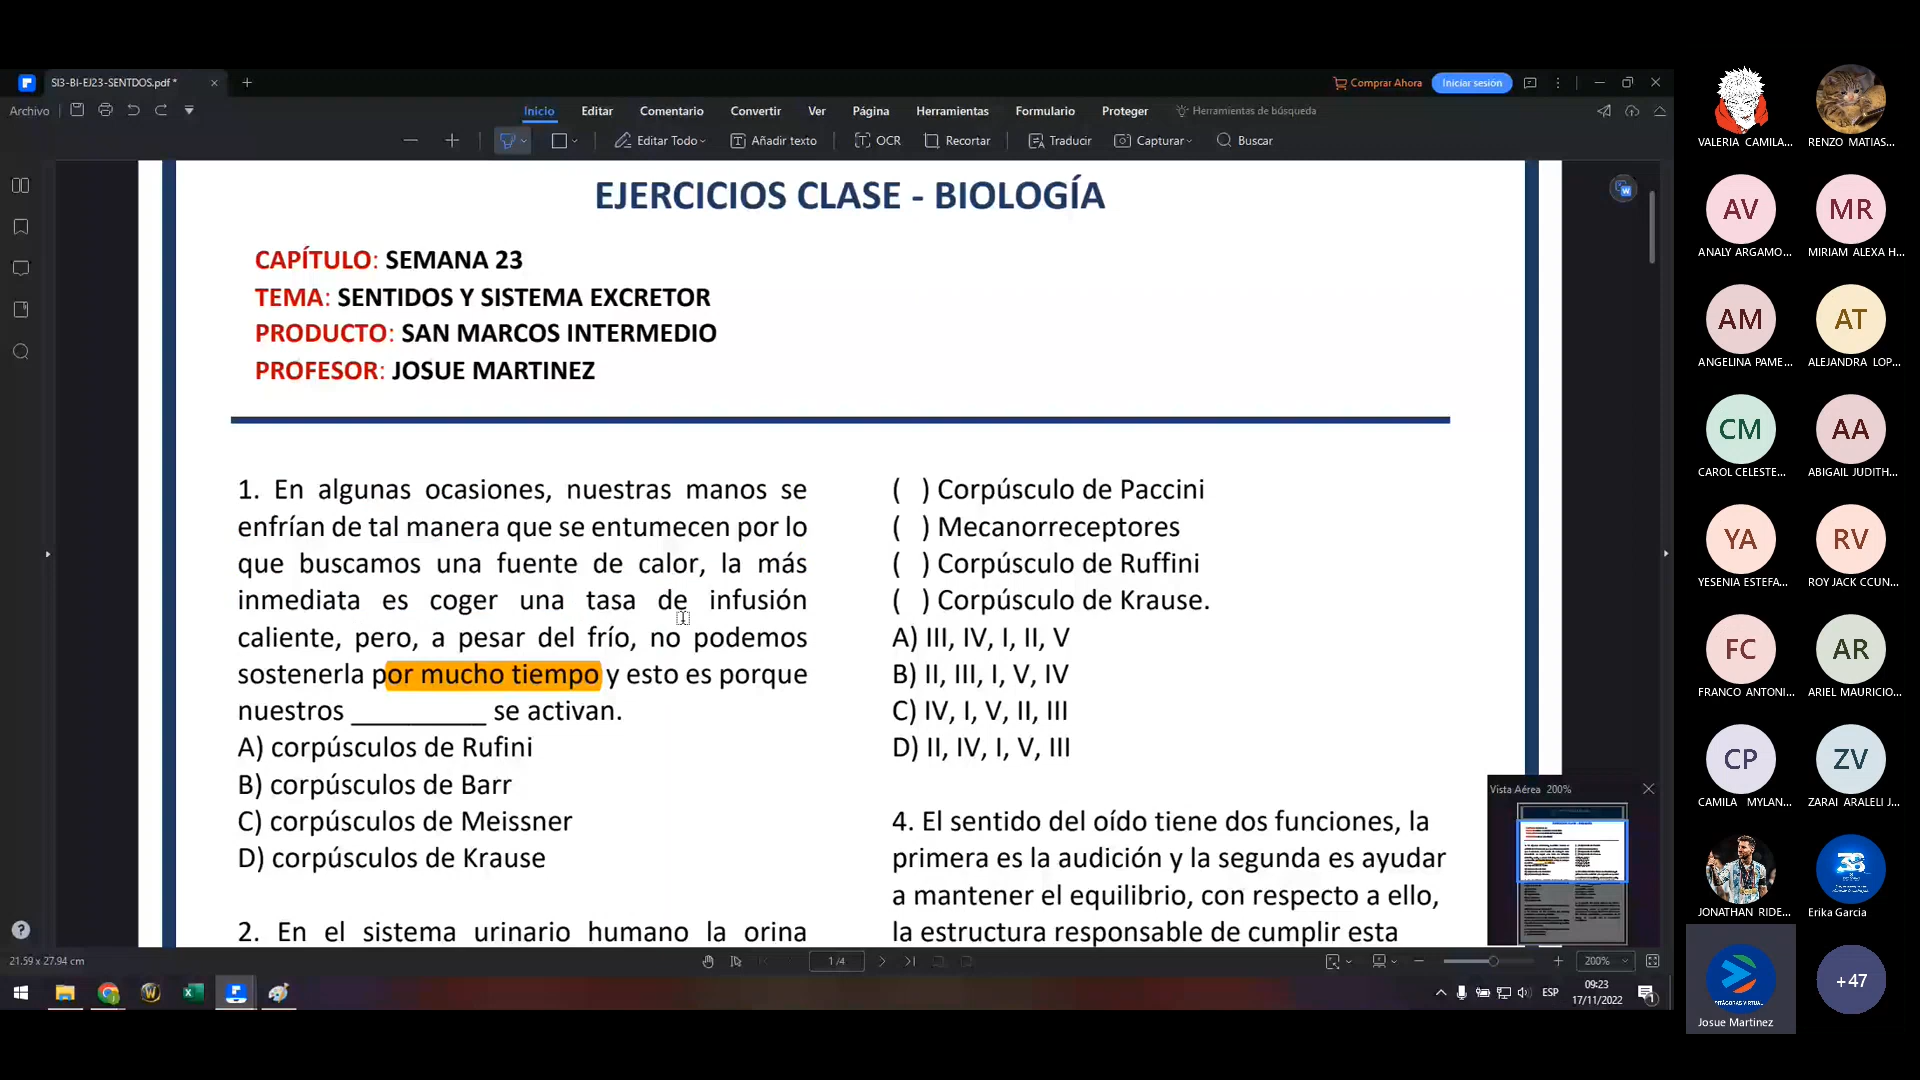 SI3-BI-EJ23-SENTDOS.pdf *
Comprar Ahora
Iniciar sesión
Archivo
Inicio
Editar
Comentario
Convertir
Ver
Página
Herramientas
Formulario
Proteger
Herramientas de búsqueda
Editar Todo
Añadir texto
OCR
Recortar
Traducir
Capturar
Buscar
EJERCICIOS CLASE - BIOLOGÍA
CAPÍTULO: SEMANA 23
TEMA: SENTIDOS Y SISTEMA EXCRETOR
PRODUCTO: SAN MARCOS INTERMEDIO
PROFESOR: JOSUE MARTINEZ
1. En algunas ocasiones, nuestras manos se
enfrían de tal manera que se entumecen por lo
que buscamos una fuente de calor, la más
inmediata es coger una tasa de infusión
caliente, pero, a pesar del frío, no podemos
sostenerla por mucho tiempo y esto es porque
nuestros _________ se activan.
A) corpúsculos de Rufini
B) corpúsculos de Barr
C) corpúsculos de Meissner
D) corpúsculos de Krause
2. En el sistema urinario humano la orina
( ) Corpúsculo de Paccini
( ) Mecanorreceptores
( ) Corpúsculo de Ruffini
( ) Corpúsculo de Krause.
A) III, IV, I, II, V
B) II, III, I, V, IV
C) IV, I, V, II, III
D) II, IV, I, V, III
4. El sentido del oído tiene dos funciones, la
primera es la audición y la segunda es ayudar
a mantener el equilibrio, con respecto a ello,
la estructura responsable de cumplir esta
Vista Aérea 200%
21.59 x 27.94 cm
1/4
200%
ESP
09:23
17/11/2022
VALERIA CAMILA...
RENZO MATIAS...
AV
ANALY ARGAMO...
MR
MIRIAM ALEXA H...
AM
ANGELINA PAME...
AT
ALEJANDRA LOP...
CM
CAROL CELESTE...
AA
ABIGAIL JUDITH...
YA
YESENIA ESTEFA...
RV
ROY JACK CCUN...
FC
FRANCO ANTONI...
AR
ARIEL MAURICIO...
CP
CAMILA MYLAN...
ZV
ZARAI ARALELI J...
JONATHAN RIDE...
Erika Garcia
PITÁGORAS VIRTUAL
Josue Martinez
+47